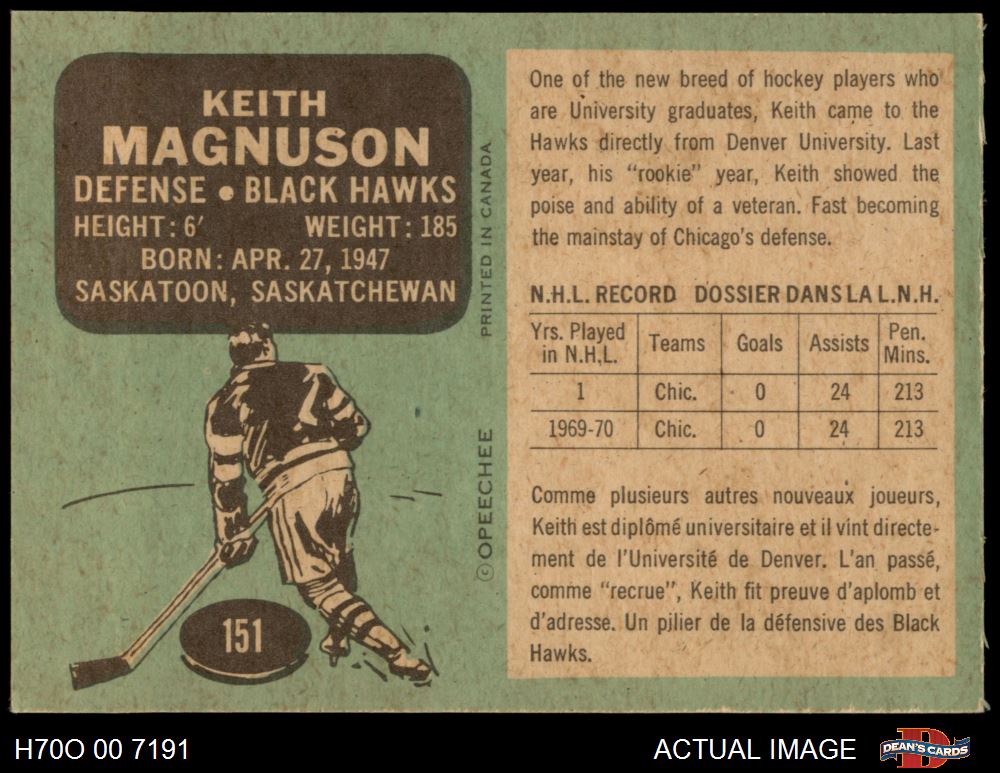 KEITH
MAGNUSON
DEFENSE • BLACK HAWKS
HEIGHT: 6' WEIGHT: 185
BORN: APR. 27, 1947
SASKATOON, SASKATCHEWAN
PRINTED IN CANADA
©OPEECHEE
151
One of the new breed of hockey players who
are University graduates, Keith came to the
Hawks directly from Denver University. Last
year, his "rookie" year, Keith showed the
poise and ability of a veteran. Fast becoming
the mainstay of Chicago's defense.
N.H.L. RECORD DOSSIER DANS LA L.N.H.
Yrs. Played in N.H.L. Teams Goals Assists Pen. Mins.
1 Chic. 0 24 213
1969-70 Chic. 0 24 213
Comme plusieurs autres nouveaux joueurs,
Keith est diplômé universitaire et il vint directe-
ment de l'Université de Denver. L'an passé,
comme "recrue", Keith fit preuve d'aplomb et
d'adresse. Un pilier de la défensive des Black
Hawks.
H70O 00 7191
ACTUAL IMAGE
DEAN'S CARDS